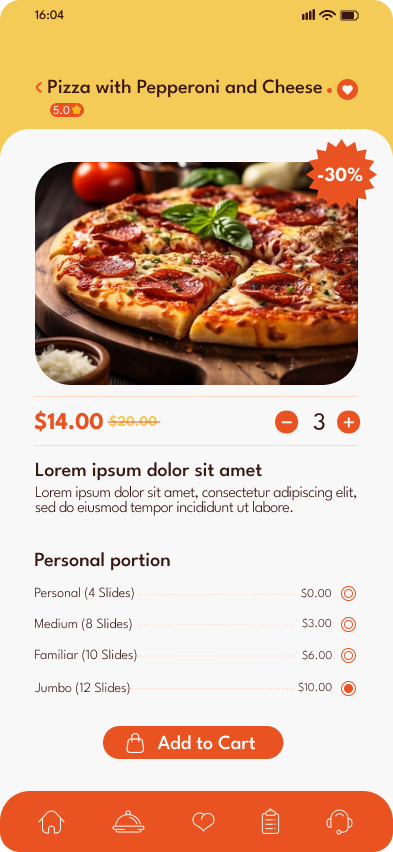 16:04
Pizza with Pepperoni and Cheese
5.0
-30%
$14.00 $20.00
3
Lorem ipsum dolor sit amet
Lorem ipsum dolor sit amet, consectetur adipiscing elit,
sed do eiusmod tempor incididunt ut labore.
Personal portion
Personal (4 Slides) $0.00
Medium (8 Slides) $3.00
Familiar (10 Slides) $6.00
Jumbo (12 Slides) $10.00
Add to Cart